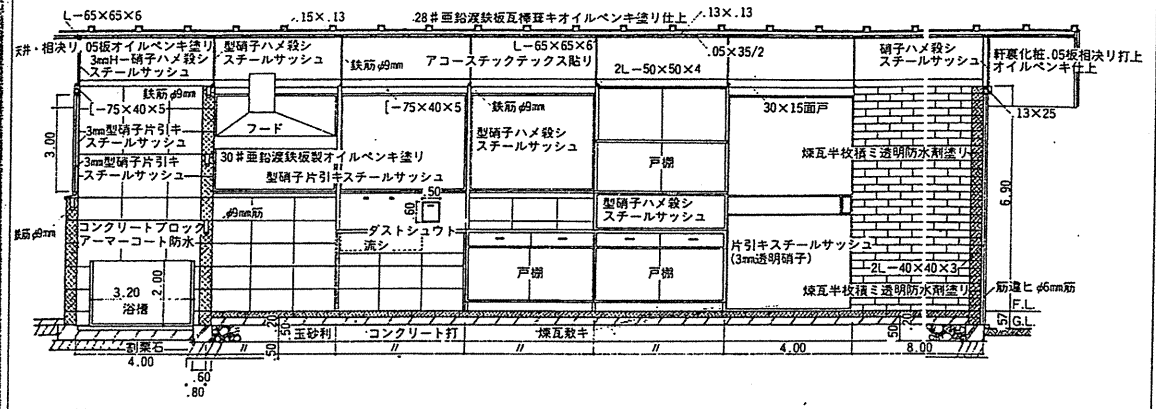 L-65×65×6
.15×.13
.28#亜鉛渡鉄板瓦棒葺キオイルペンキ塗リ仕上
.13×.13
天井・相決リ.05板オイルペンキ塗リ
3mmH-硝子ハメ殺シ
スチールサッシュ
型硝子ハメ殺シ
スチールサッシュ
鉄筋φ9mm
L-65×65×6
アコースチックテックス貼リ
.05×35/2
2L-50×50×4
硝子ハメ殺シ
スチールサッシュ
軒裏化粧.05板相决リ打上
オイルペンキ仕上
鉄筋φ9mm
[-75×40×5
[-75×40×5
鉄筋φ9mm
30×15面戸
.13×25
3.00
3mm型硝子片引キ
スチールサッシュ
フード
型硝子ハメ殺シ
スチールサッシュ
3mm型硝子片引キ
スチールサッシュ
30#亜鉛渡鉄板製オイルペンキ塗リ
型硝子片引キスチールサッシュ
戸棚
煉瓦半枚積ミ透明防水剤塗リ
6.90
.50
.60
鉄筋φ9mm
φ9mm筋
型硝子ハメ殺シ
スチールサッシュ
コンクリートブロック
アーマーコート防水
ダストシュウト
流シ
片引キスチールサッシュ
(3mm透明硝子)
戸棚
戸棚
2L-40×40×3
煉瓦半枚積ミ透明防水剤塗リ
筋違ヒφ6mm筋
3.20
浴槽
2.00
F.L.
G.L.
.57
.20
.50
玉砂利
コンクリート打
煉瓦敷キ
.50
.20
割栗石
4.00
.50
〃
〃
〃
〃
4.00
8.00
.60
.80